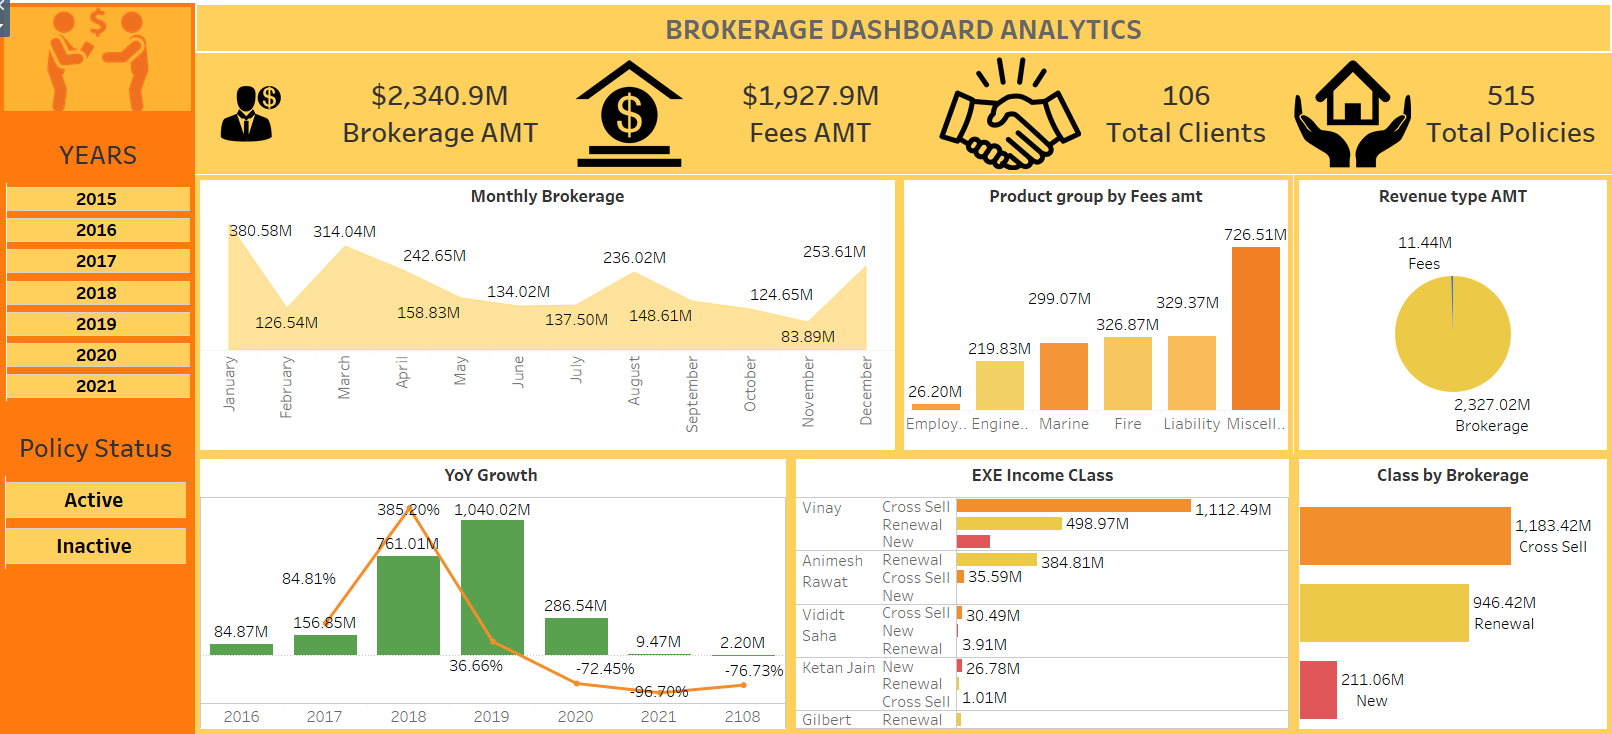 BROKERAGE DASHBOARD ANALYTICS
$2,340.9M
Brokerage AMT
$1,927.9M
Fees AMT
106
Total Clients
515
Total Policies
YEARS
2015
2016
2017
2018
2019
2020
2021
Policy Status
Active
Inactive
Monthly Brokerage
380.58M
126.54M
314.04M
242.65M
158.83M
134.02M
137.50M
236.02M
148.61M
124.65M
83.89M
253.61M
January
February
March
April
May
June
July
August
September
October
November
December
Product group by Fees amt
26.20M
219.83M
299.07M
326.87M
329.37M
726.51M
Employ..
Engine..
Marine
Fire
Liability
Miscell..
Revenue type AMT
11.44M
Fees
2,327.02M
Brokerage
YoY Growth
84.87M
156.85M
761.01M
1,040.02M
286.54M
9.47M
2.20M
84.81%
385.20%
36.66%
-72.45%
-96.70%
-76.73%
2016
2017
2018
2019
2020
2021
2108
EXE Income CLass
Vinay
Cross Sell
1,112.49M
Renewal
498.97M
New
Animesh
Rawat
Renewal
384.81M
Cross Sell
35.59M
New
Vididt
Saha
Cross Sell
30.49M
New
Renewal
3.91M
Ketan Jain
New
26.78M
Renewal
Cross Sell
1.01M
Gilbert
Renewal
Class by Brokerage
1,183.42M
Cross Sell
946.42M
Renewal
211.06M
New